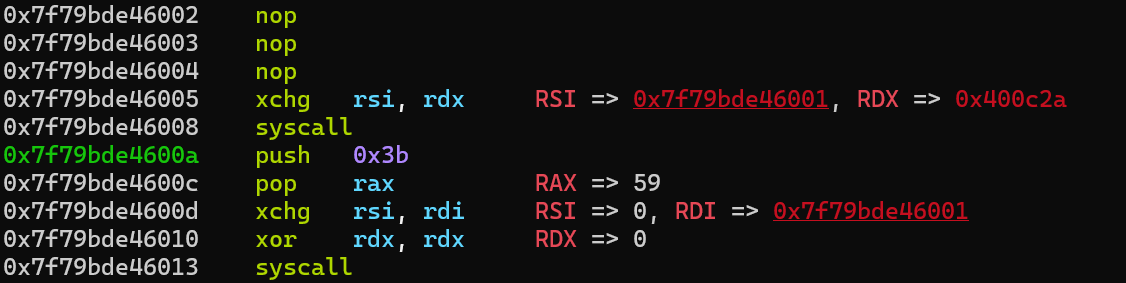 0x7f79bde46002 nop
0x7f79bde46003 nop
0x7f79bde46004 nop
0x7f79bde46005 xchg rsi, rdx RSI => 0x7f79bde46001, RDX => 0x400c2a
0x7f79bde46008 syscall
0x7f79bde4600a push 0x3b
0x7f79bde4600c pop rax RAX => 59
0x7f79bde4600d xchg rsi, rdi RSI => 0, RDI => 0x7f79bde46001
0x7f79bde46010 xor rdx, rdx RDX => 0
0x7f79bde46013 syscall